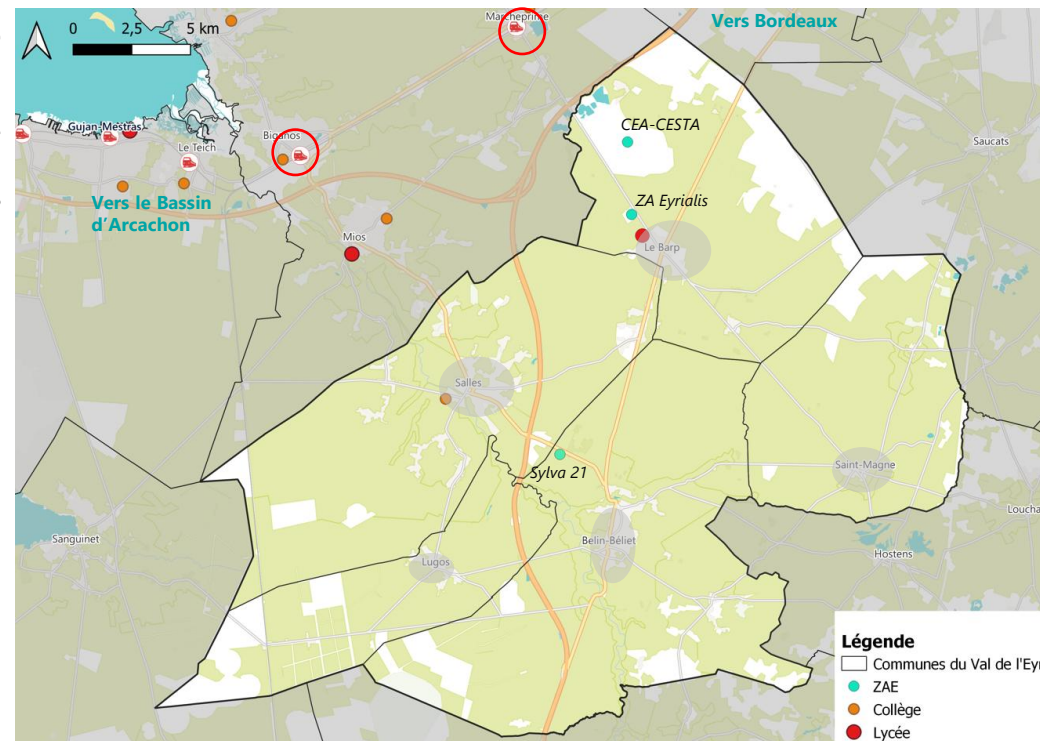 0 2,5 5 km
Marcheprime
Vers Bordeaux
CEA-CESTA
Gujan-Mestras
Biganos
Le Teich
Saucats
Vers le Bassin
d'Arcachon
ZA Eyrialis
Mios
Le Barp
Salles
Sylva 21
Saint-Magne
Loucha
Sanguinet
Belin-Béliet
Hostens
Lugos
Légende
Communes du Val de l'Eyr
ZAE
Collège
Lycée